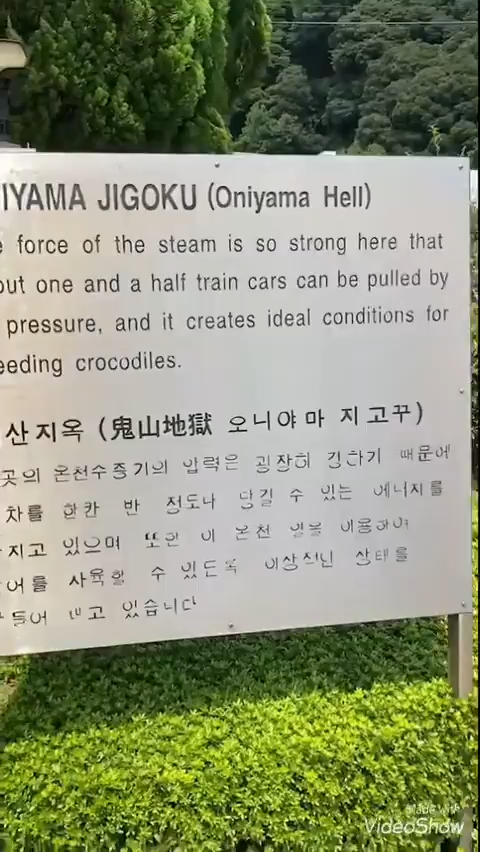 IYAMA JIGOKU (Oniyama Hell)
force of the steam is so strong here that
out one and a half train cars can be pulled by
pressure, and it creates ideal conditions for
eeding crocodiles.
산지옥 (鬼山地獄 오니야마 지고꾸)
곳의 온천수증기의 압력은 굉장히 강하기 때문에
차를 한칸 반 정도나 당길 수 있는 에너지를
지고 있으며 또한 이 온천 열을 이용하여
어를 사육할 수 있도록 이상적인 상태를
들어 내고 있습니다
Made with
VideoShow